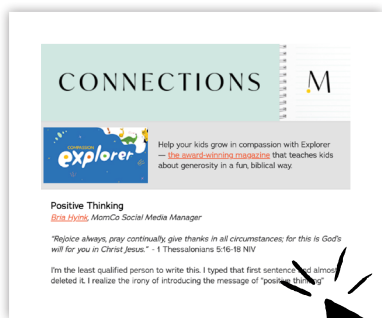 CONNECTIONS .M
COMPASSION
explorer
Help your kids grow in compassion with Explorer
— the award-winning magazine that teaches kids
about generosity in a fun, biblical way.
Positive Thinking
Bria Hyink, MomCo Social Media Manager
"Rejoice always, pray continually, give thanks in all circumstances; for this is God's
will for you in Christ Jesus." - 1 Thessalonians 5:16-18 NIV
I'm the least qualified person to write this. I typed that first sentence and almost
deleted it. I realize the irony of introducing the message of "positive thinking"